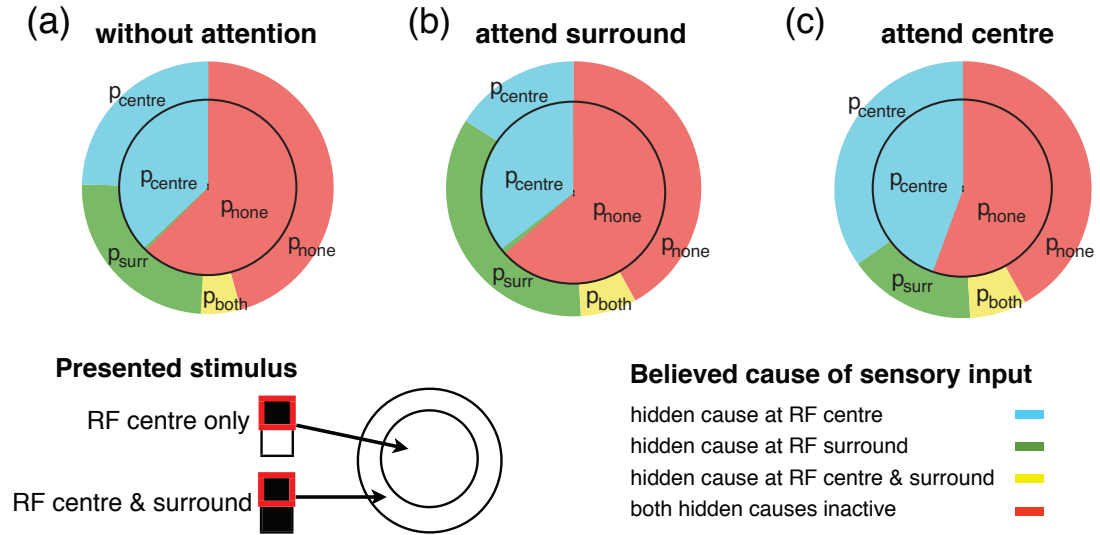 (a) without attention
(b) attend surround
(c) attend centre
pcentre
pcentre
pnone
pnone
psurr
pboth
pcentre
pcentre
pnone
pnone
psurr
pboth
pcentre
pcentre
pnone
pnone
psurr
pboth
Presented stimulus
RF centre only
RF centre & surround
Believed cause of sensory input
hidden cause at RF centre
hidden cause at RF surround
hidden cause at RF centre & surround
both hidden causes inactive